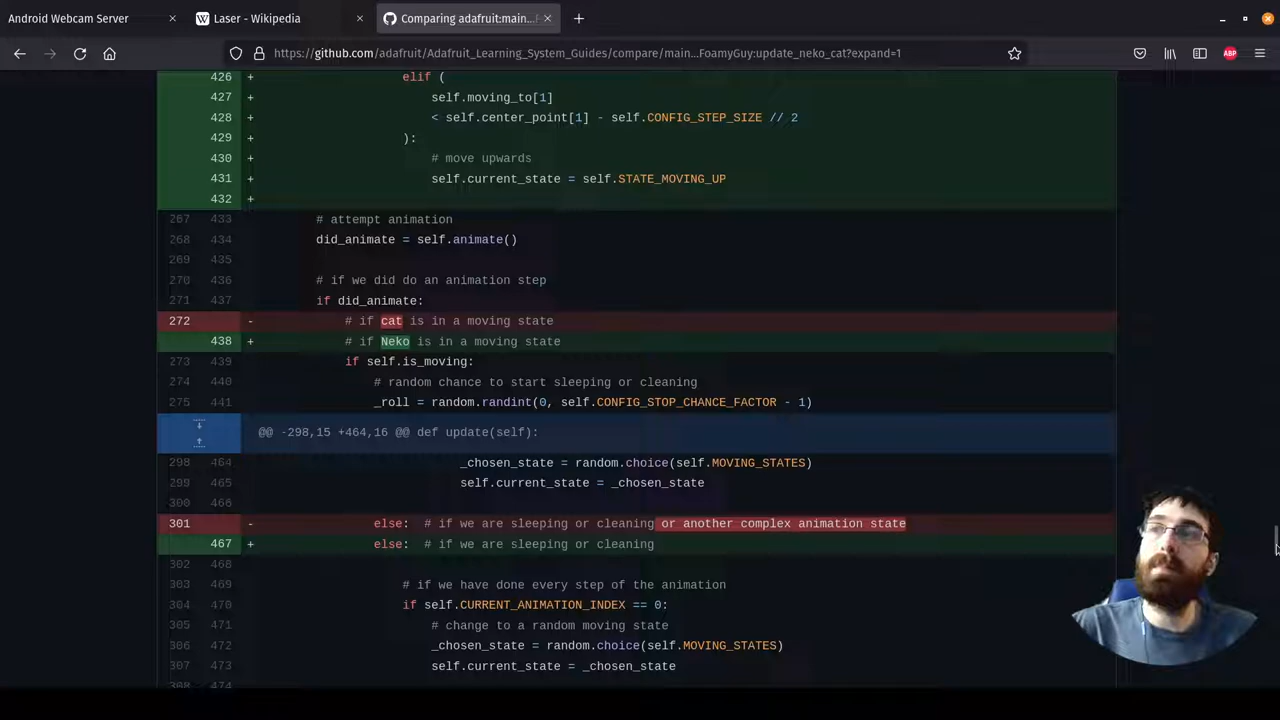 Android Webcam Server
W Laser - Wikipedia
Comparing adafruit:main...
https://github.com/adafruit/Adafruit_Learning_System_Guides/compare/main...FoamyGuy:update_neko_cat?expand=1
ABP
426 + elif (
427 + self.moving_to[1]
428 + < self.center_point[1] - self.CONFIG_STEP_SIZE // 2
429 + ):
430 + # move upwards
431 + self.current_state = self.STATE_MOVING_UP
432 +
267 433 # attempt animation
268 434 did_animate = self.animate()
269 435
270 436 # if we did do an animation step
271 437 if did_animate:
272 - # if cat is in a moving state
438 + # if Neko is in a moving state
273 439 if self.is_moving:
274 440 # random chance to start sleeping or cleaning
275 441 _roll = random.randint(0, self.CONFIG_STOP_CHANCE_FACTOR - 1)
@@ -298,15 +464,16 @@ def update(self):
298 464 _chosen_state = random.choice(self.MOVING_STATES)
299 465 self.current_state = _chosen_state
300 466
301 - else: # if we are sleeping or cleaning or another complex animation state
467 + else: # if we are sleeping or cleaning
302 468
303 469 # if we have done every step of the animation
304 470 if self.CURRENT_ANIMATION_INDEX == 0:
305 471 # change to a random moving state
306 472 _chosen_state = random.choice(self.MOVING_STATES)
307 473 self.current_state = _chosen_state
308 474